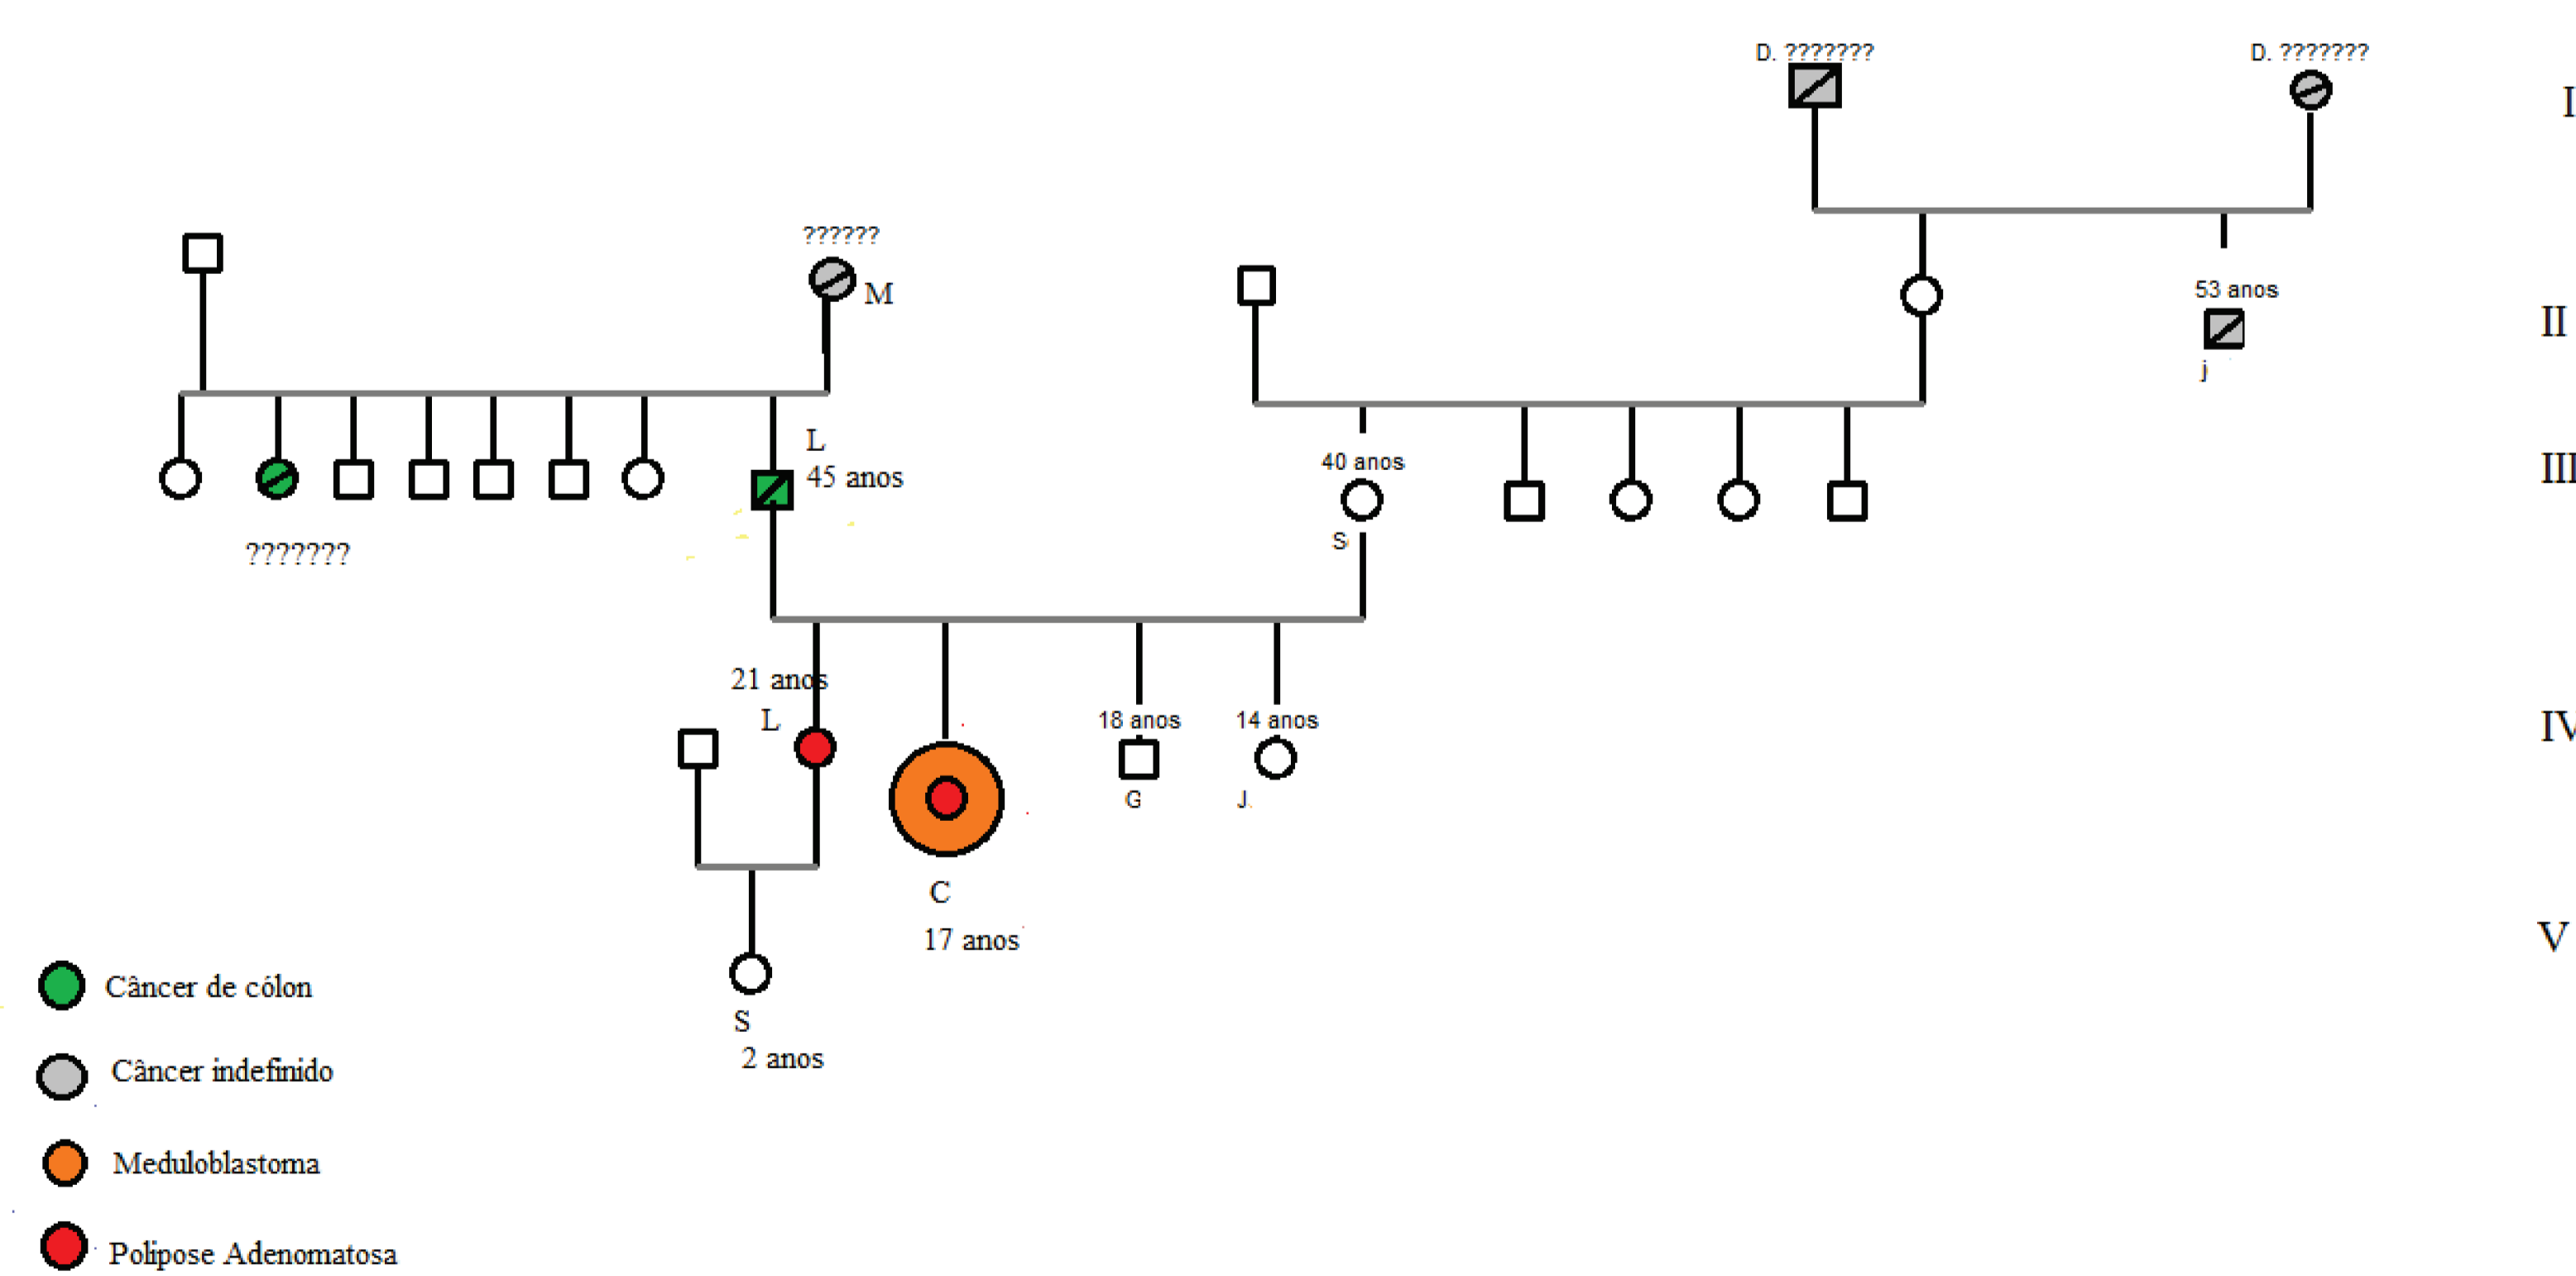 D. ???????
D. ???????
I
??????
M
53 anos
II
j
L
45 anos
40 anos
III
S
???????
21 anos
L
18 anos
14 anos
IV
G
J.
C
17 anos
V
S
2 anos
Câncer de cólon
Câncer indefinido
Meduloblastoma
Polipose Adenomatosa